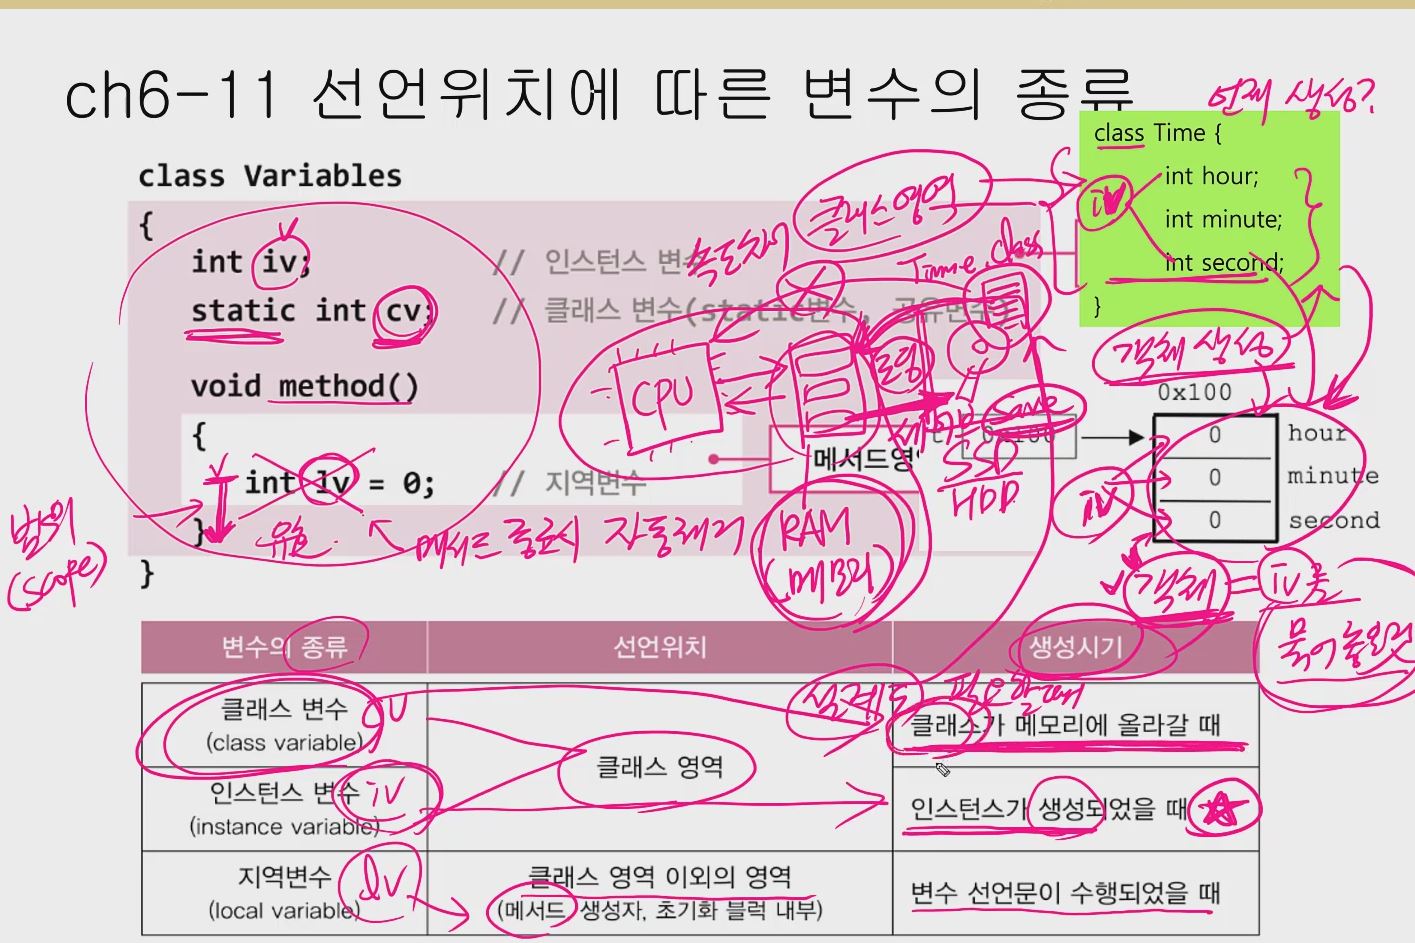 ch6-11 선언위치에 따른 변수의 종류
언제 생성?
class Variables
{
int iv; // 인스턴스 변수
static int cv; // 클래스 변수(static변수, 공유변수)
void method()
{
int lv = 0; // 지역변수
}
}
범위
(scope)
유효
메서드 종료시 자동제거
메서드영
클래스영역
속도차이
Time.class
CPU
로딩
save
SSD
HDD
RAM
(메모리)
class Time {
int hour;
int minute;
int second;
}
iv
객체 생성
0x100
0x100
0 hour
0 minute
0 second
iv
객체 = iv를
묶어놓은것
변수의 종류 선언위치 생성시기
설계도 필요할때
클래스 변수 cv
(class variable)
클래스 영역
클래스가 메모리에 올라갈 때
인스턴스 변수 iv
(instance variable)
인스턴스가 생성되었을 때
지역변수 lv
(local variable)
클래스 영역 이외의 영역
(메서드, 생성자, 초기화 블럭 내부)
변수 선언문이 수행되었을 때